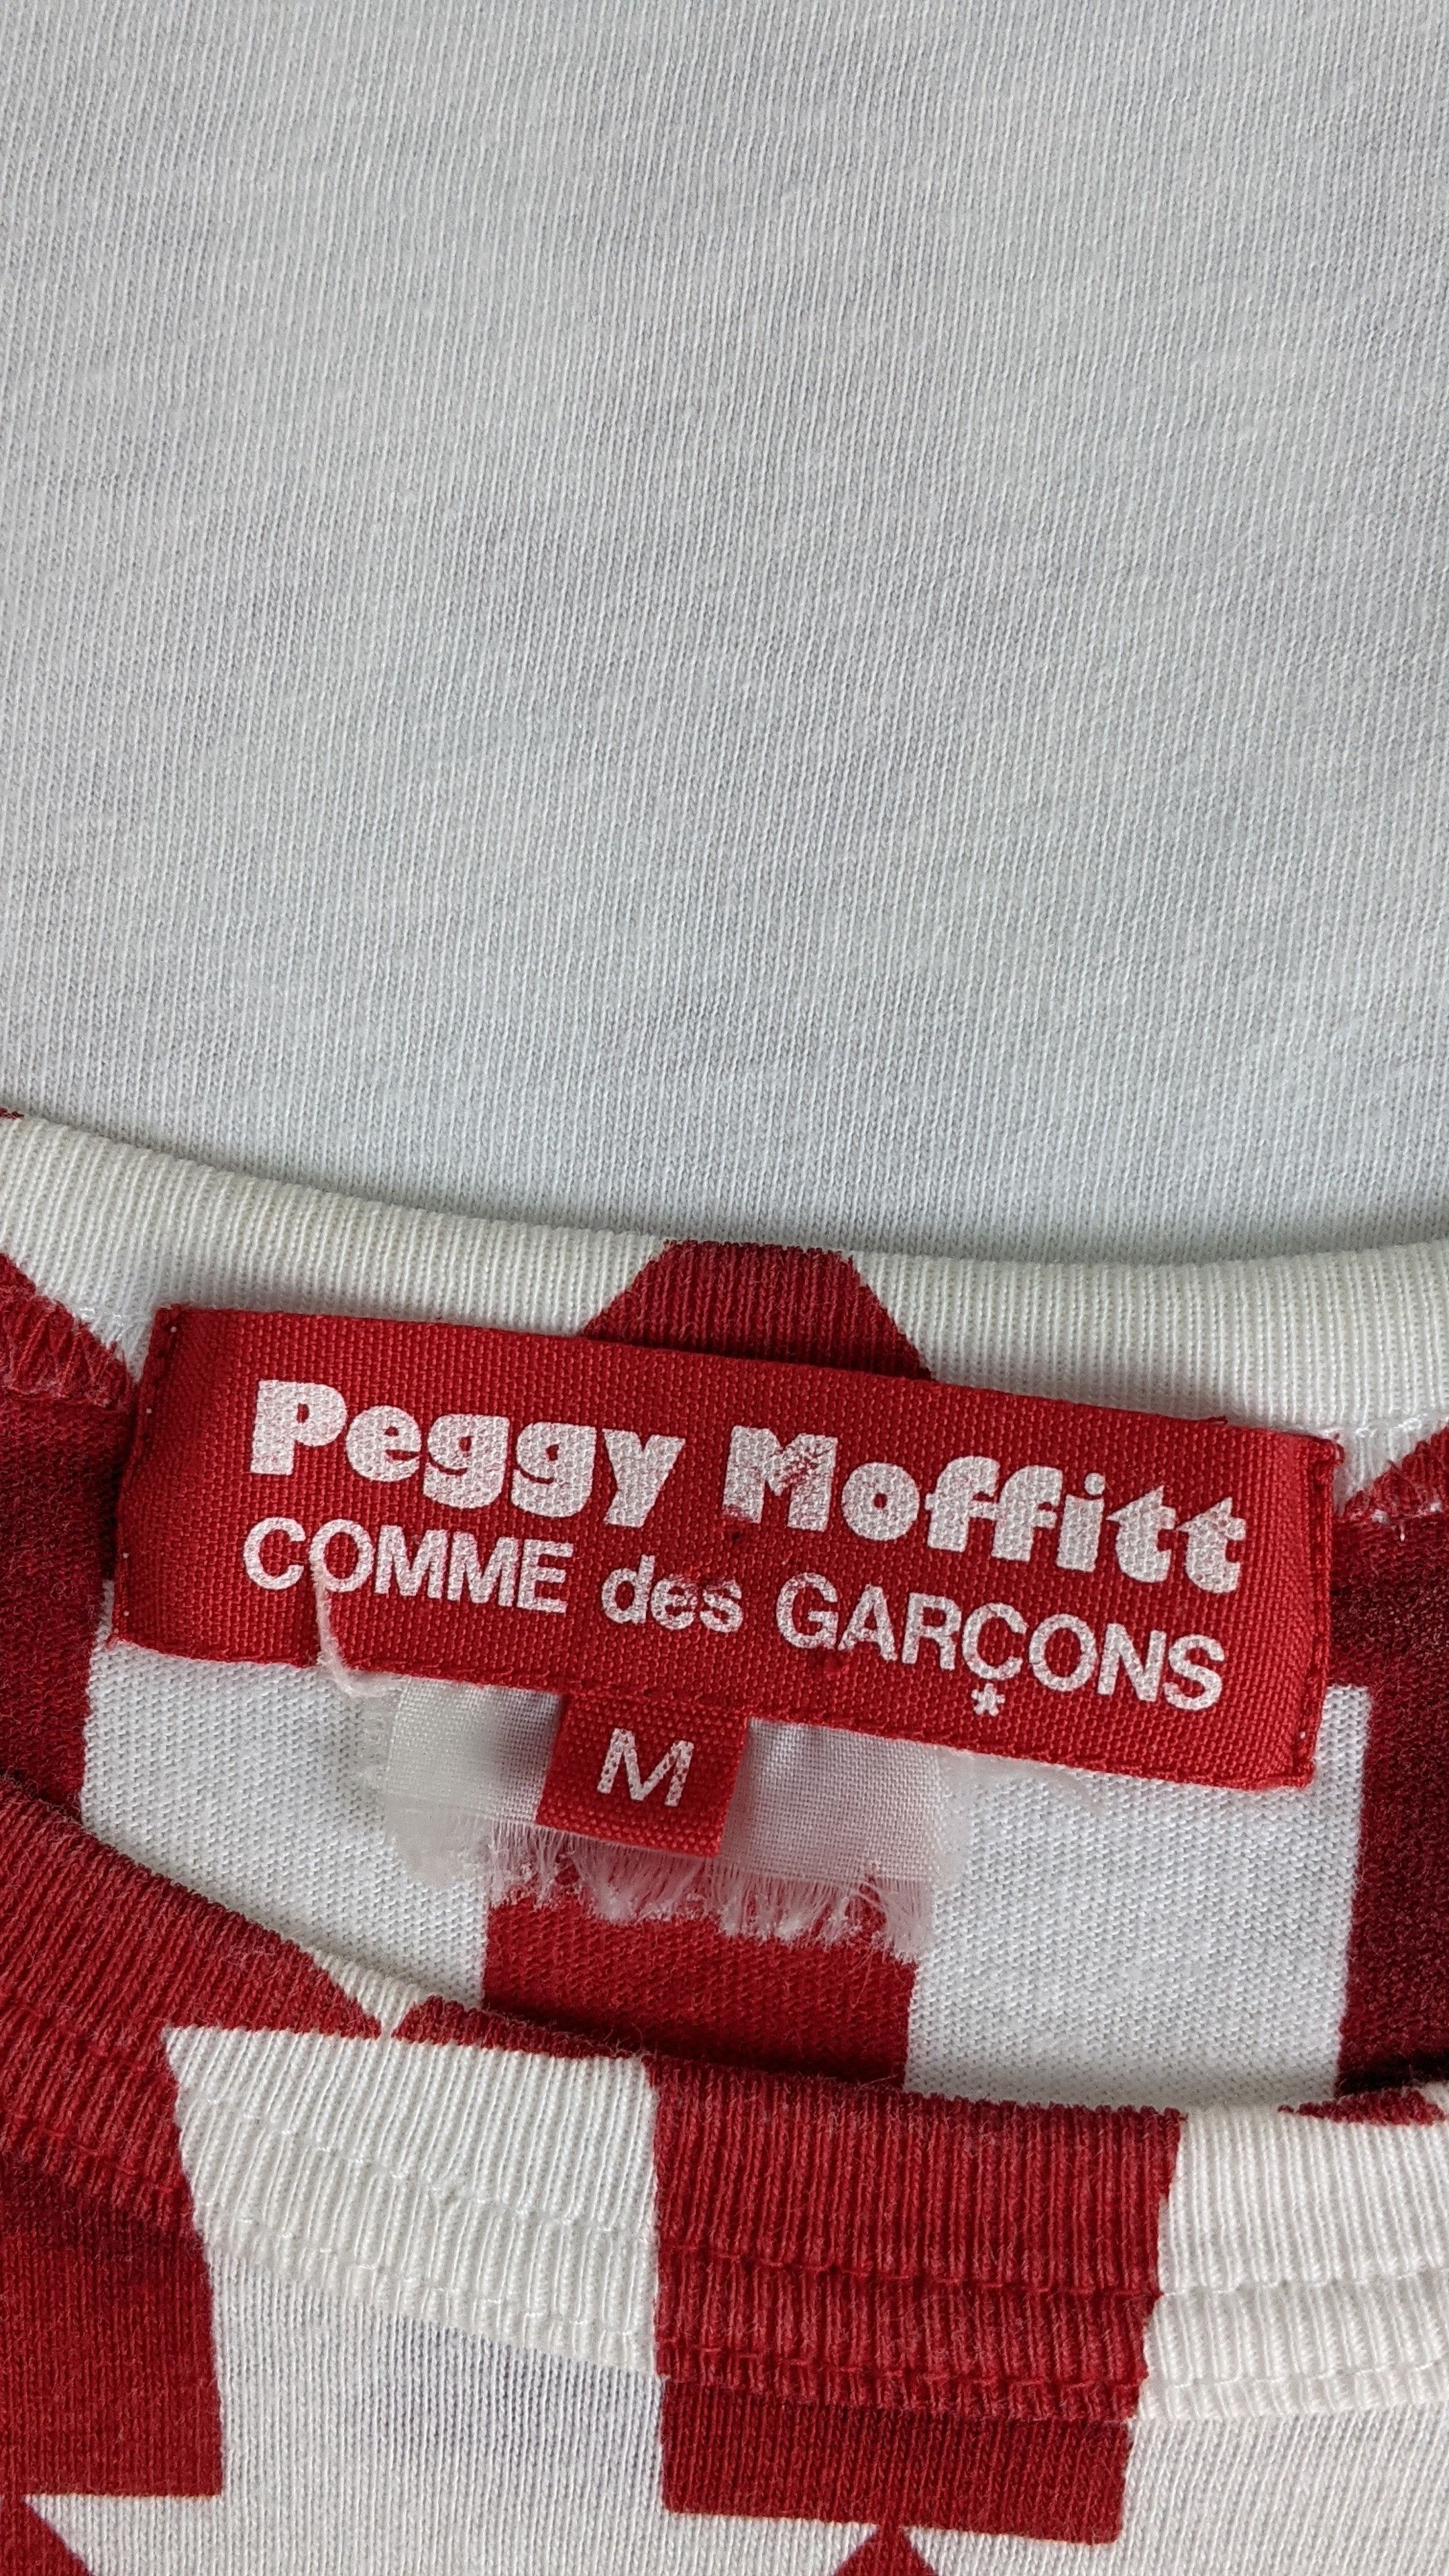 Peggy Moffitt
COMME des GARÇONS
*
M